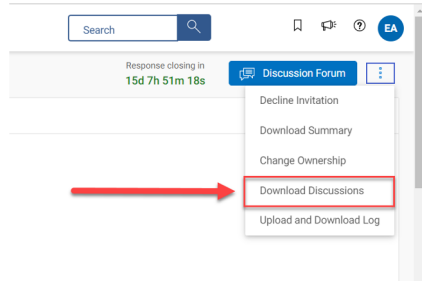 Search
EA
Response closing in
15d 7h 51m 18s
Discussion Forum
Decline Invitation
Download Summary
Change Ownership
Download Discussions
Upload and Download Log